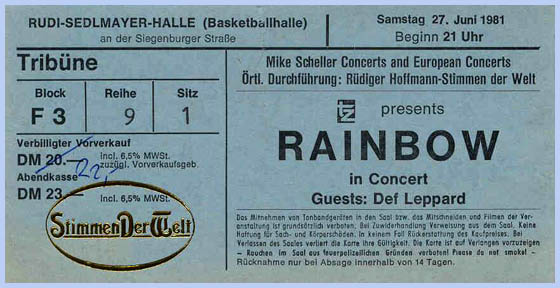 RUDI-SEDLMAYER-HALLE (Basketballhalle)
an der Siegenburger Straße
Samstag 27. Juni 1981
Beginn 21 Uhr
Tribüne
Block
Reihe
Sitz
F 3
9
1
Verbilligter Vorverkauf
DM 20.— incl. 6,5% MWSt.
zuzügl. Vorverkaufsgeb.
22,-
Abendkasse
DM 23.— incl. 6,5% MWSt.
Stimmen Der Welt
Mike Scheller Concerts and European Concerts
Örtl. Durchführung: Rüdiger Hoffmann-Stimmen der Welt
tz presents
RAINBOW
in Concert
Guests: Def Leppard
Das Mitnehmen von Tonbandgeräten in den Saal bzw. das Mitschneiden und Filmen der Ver-
anstaltung ist grundsätzlich verboten. Bei Zuwiderhandlung Verweisung aus dem Saal. Keine
Haftung für Sach- und Körperschäden. In keinem Fall Rückerstattung des Kaufpreises. Bei
Verlassen des Saales verliert die Karte ihre Gültigkeit. Die Karte ist auf Verlangen vorzuzeigen
- Rauchen im Saal aus feuerpolizeilichen Gründen verboten! Please do not smoke! -
Rücknahme nur bei Absage innerhalb von 14 Tagen.